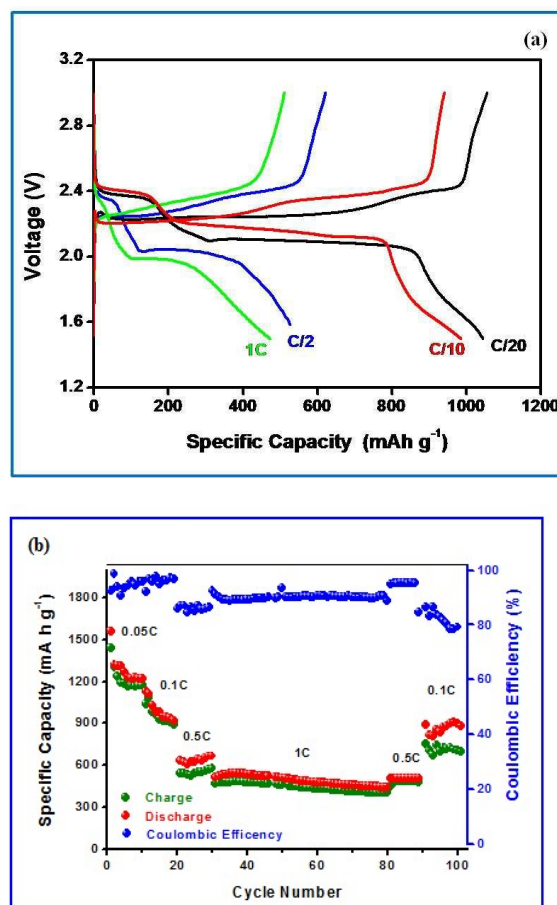 (a)
3.2
2.8
2.4
2.0
1.6
1.2
Voltage (V)
1C
C/2
C/10
C/20
0 200 400 600 800 1000 1200
Specific Capacity (mAh g⁻¹)
(b)
1800
1500
1200
900
600
300
0
Specific Capacity (mA h g⁻¹)
100
80
60
40
20
0
Coulombic Efficiency (%)
0.05C
0.1C
0.5C
1C
0.5C
0.1C
Charge
Discharge
Coulombic Efficency
0 20 40 60 80 100
Cycle Number